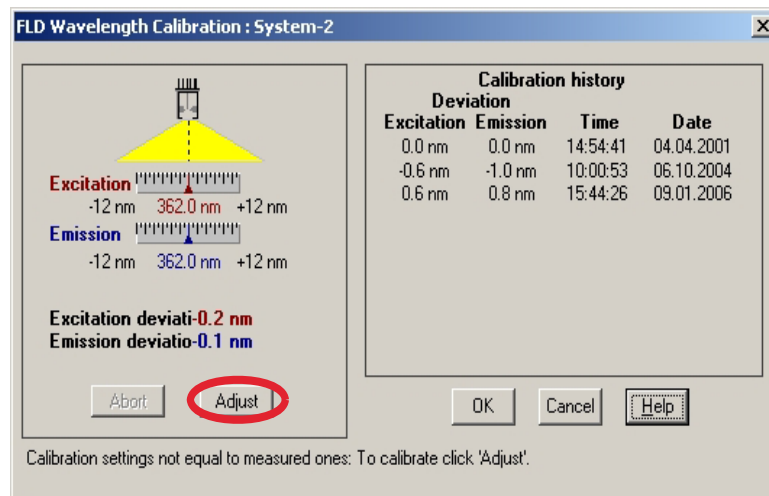 FLD Wavelength Calibration : System-2
Excitation
-12 nm 362.0 nm +12 nm
Emission
-12 nm 362.0 nm +12 nm
Excitation deviati-0.2 nm
Emission deviatio-0.1 nm
Abort Adjust
Calibration history
Deviation
Excitation Emission Time Date
0.0 nm 0.0 nm 14:54:41 04.04.2001
-0.6 nm -1.0 nm 10:00:53 06.10.2004
0.6 nm 0.8 nm 15:44:26 09.01.2006
OK Cancel Help
Calibration settings not equal to measured ones: To calibrate click 'Adjust'.